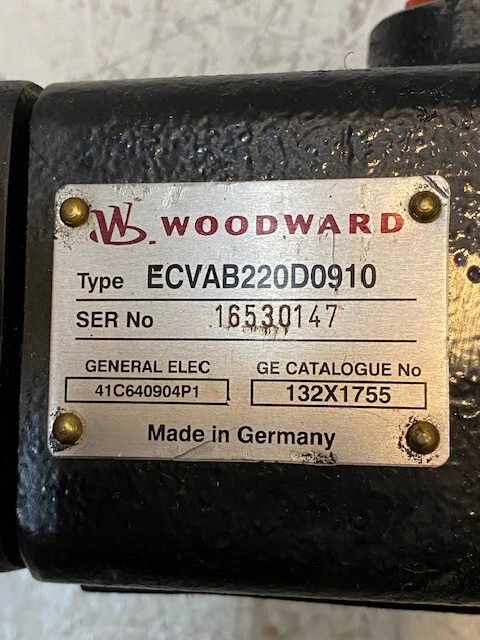 W WOODWARD
Type ECVAB220D0910
SER No 16530147
GENERAL ELEC GE CATALOGUE No
41C640904P1 132X1755
Made in Germany